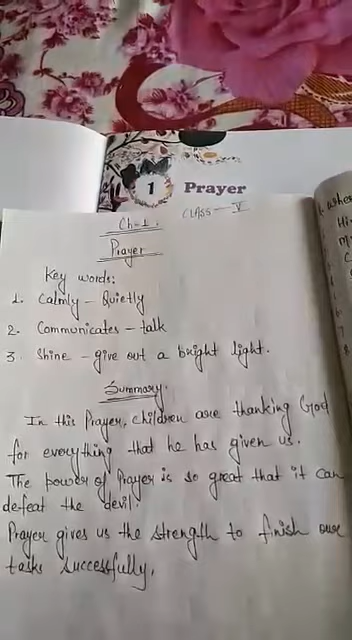 1 Prayer
CLASS - V
Ch-1.
Prayer
Key words:
1. Calmly - Quietly
2. Communicates - talk
3. Shine - give out a bright light.
Summary.
In this Prayer, children are thanking God
for everything that he has given us.
The power of Prayer is so great that it can
defeat the devil.
Prayer gives us the strength to finish our
tasks successfully.